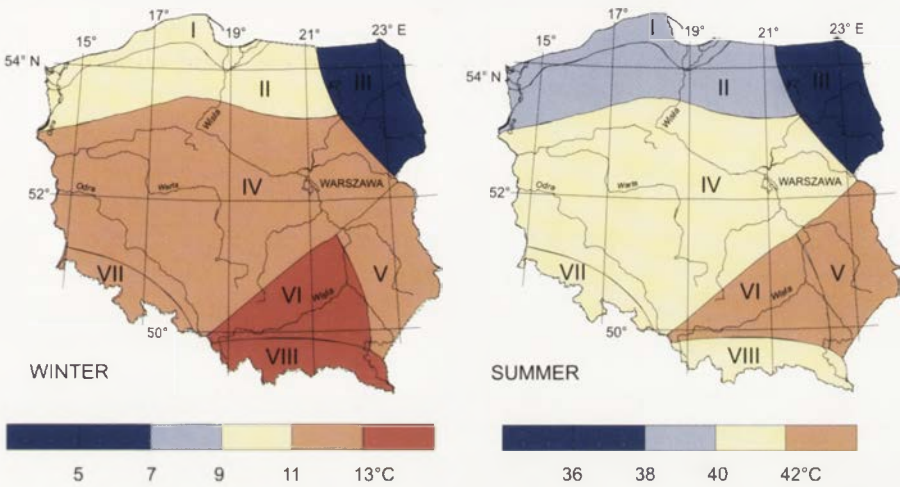 17°
I
19°
21°
23° E
15°
54° N
II
III
Wisła
52°
Odra
Warta
IV
WARSZAWA
VII
VI
Wisła
V
50°
VIII
WINTER
5 7 9 11 13°C
17°
I
19°
21°
23° E
15°
54° N
II
III
Wisła
52°
Odra
Warta
IV
WARSZAWA
VII
VI
Wisła
V
50°
VIII
SUMMER
36 38 40 42°C